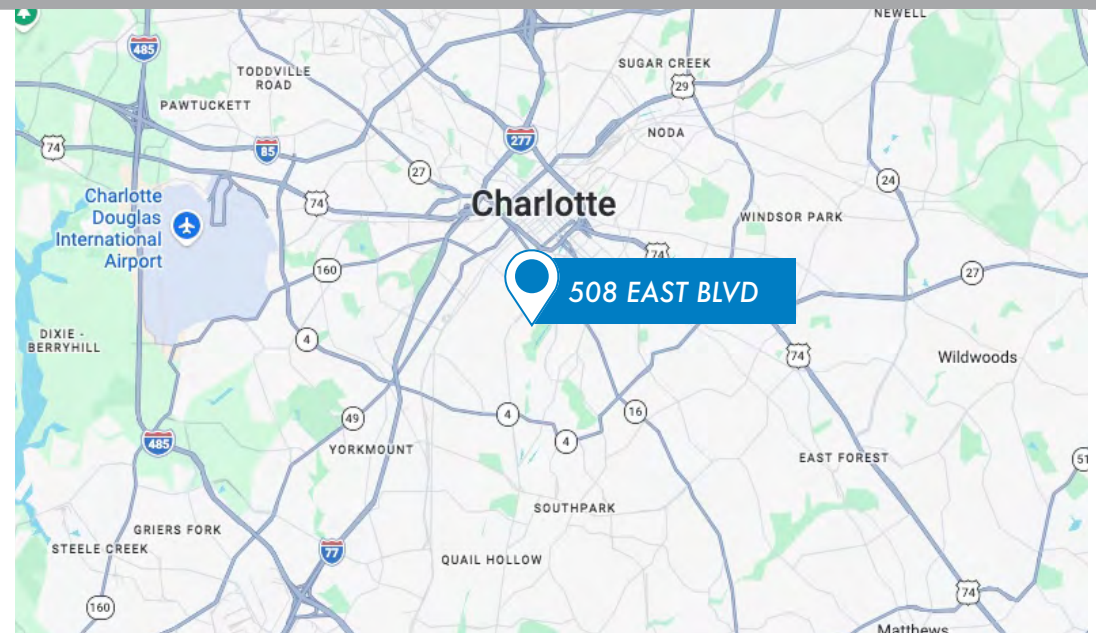 NEWELL
485
TODDVILLE
ROAD
SUGAR CREEK
29
PAWTUCKETT
NODA
277
74
85
27
24
Charlotte
Douglas
International
Airport
74
Charlotte
WINDSOR PARK
74
160
27
508 EAST BLVD
DIXIE -
BERRYHILL
4
74
Wildwoods
49
4
16
4
485
YORKMOUNT
EAST FOREST
51
SOUTHPARK
GRIERS FORK
STEELE CREEK
77
QUAIL HOLLOW
74
160
Matthews